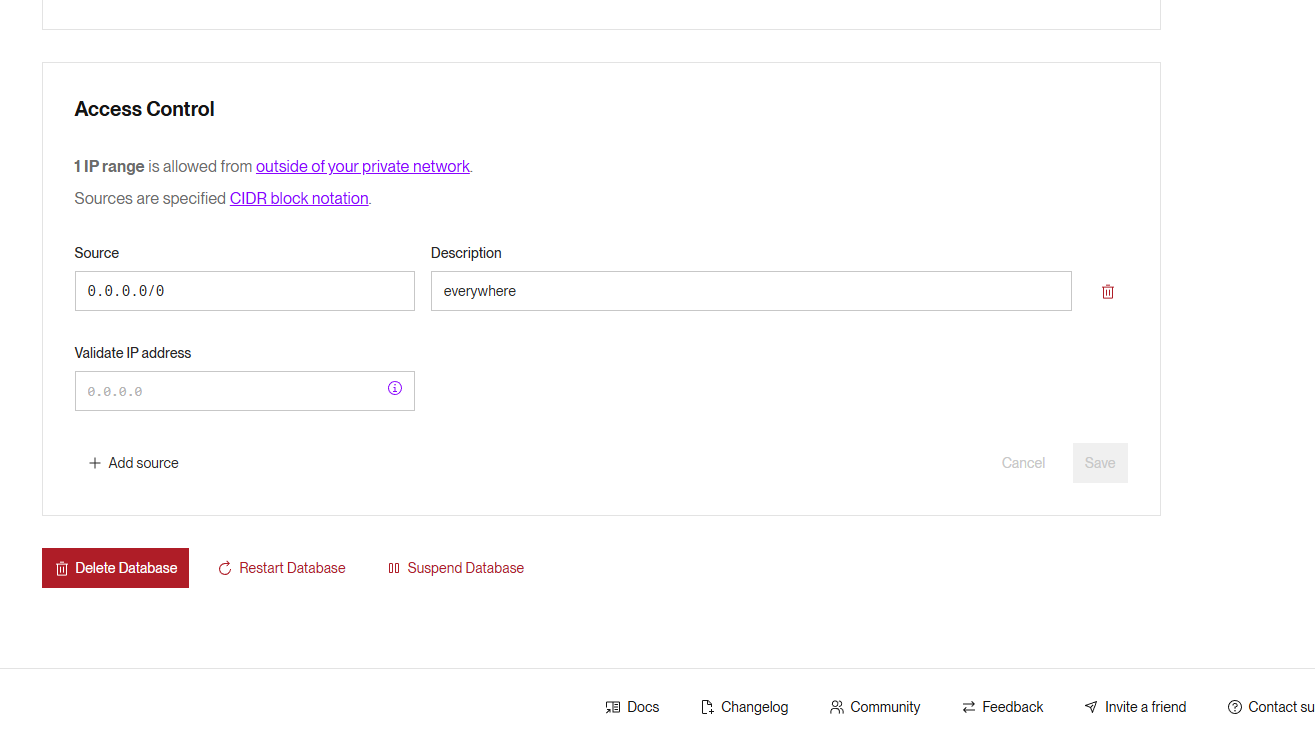 Access Control
1 IP range is allowed from outside of your private network.
Sources are specified CIDR block notation.
Source Description
0.0.0.0/0 everywhere
Validate IP address
0.0.0.0
Add source Cancel Save
Delete Database Restart Database Suspend Database
Docs Changelog Community Feedback Invite a friend Contact su